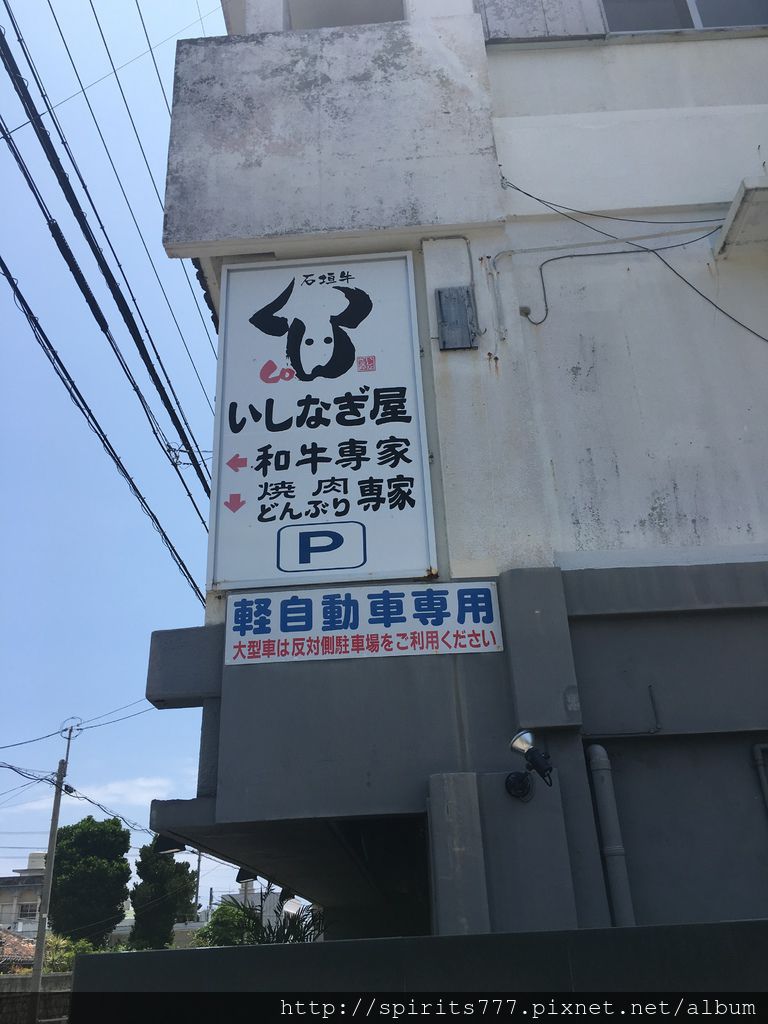 石垣牛
いしなぎ屋
← 和牛専家
↓ 焼肉どんぶり専家
P
軽自動車専用
大型車は反対側駐車場をご利用ください
http://spirits777.pixnet.net/album